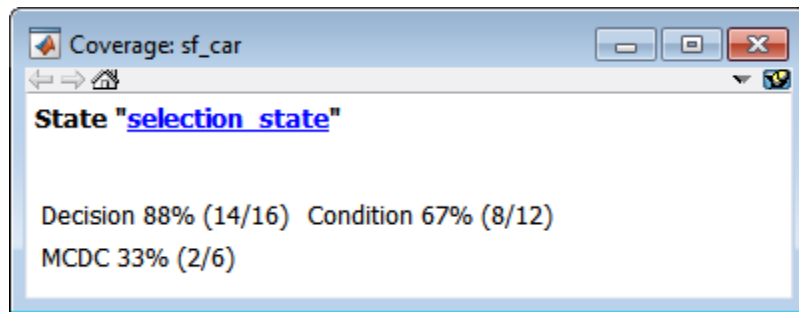 Coverage: sf_car
State "selection_state"
Decision 88% (14/16) Condition 67% (8/12)
MCDC 33% (2/6)